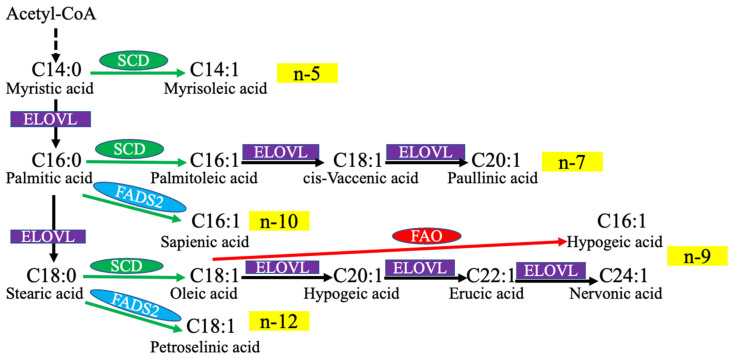 Acetyl-CoA
SCD
C14:0 C14:1 n-5
Myristic acid Myrisoleic acid
ELOVL
SCD ELOVL ELOVL
C16:0 C16:1 C18:1 C20:1 n-7
Palmitic acid Palmitoleic acid cis-Vaccenic acid Paullinic acid
FADS2
C16:1 n-10 C16:1
Sapienic acid FAO Hypogeic acid
ELOVL
n-9
SCD ELOVL ELOVL ELOVL
C18:0 C18:1 C20:1 C22:1 C24:1
Stearic acid Oleic acid Hypogeic acid Erucic acid Nervonic acid
FADS2
C18:1 n-12
Petroselinic acid